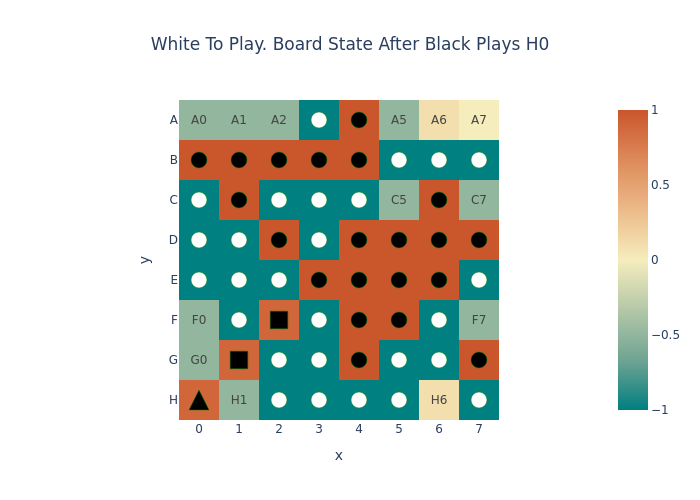 White To Play. Board State After Black Plays H0
A A0 A1 A2 A5 A6 A7
B
C C5 C7
D
E
F F0 F7
G G0
H H1 H6
0 1 2 3 4 5 6 7
x
y
1
0.5
0
−0.5
−1